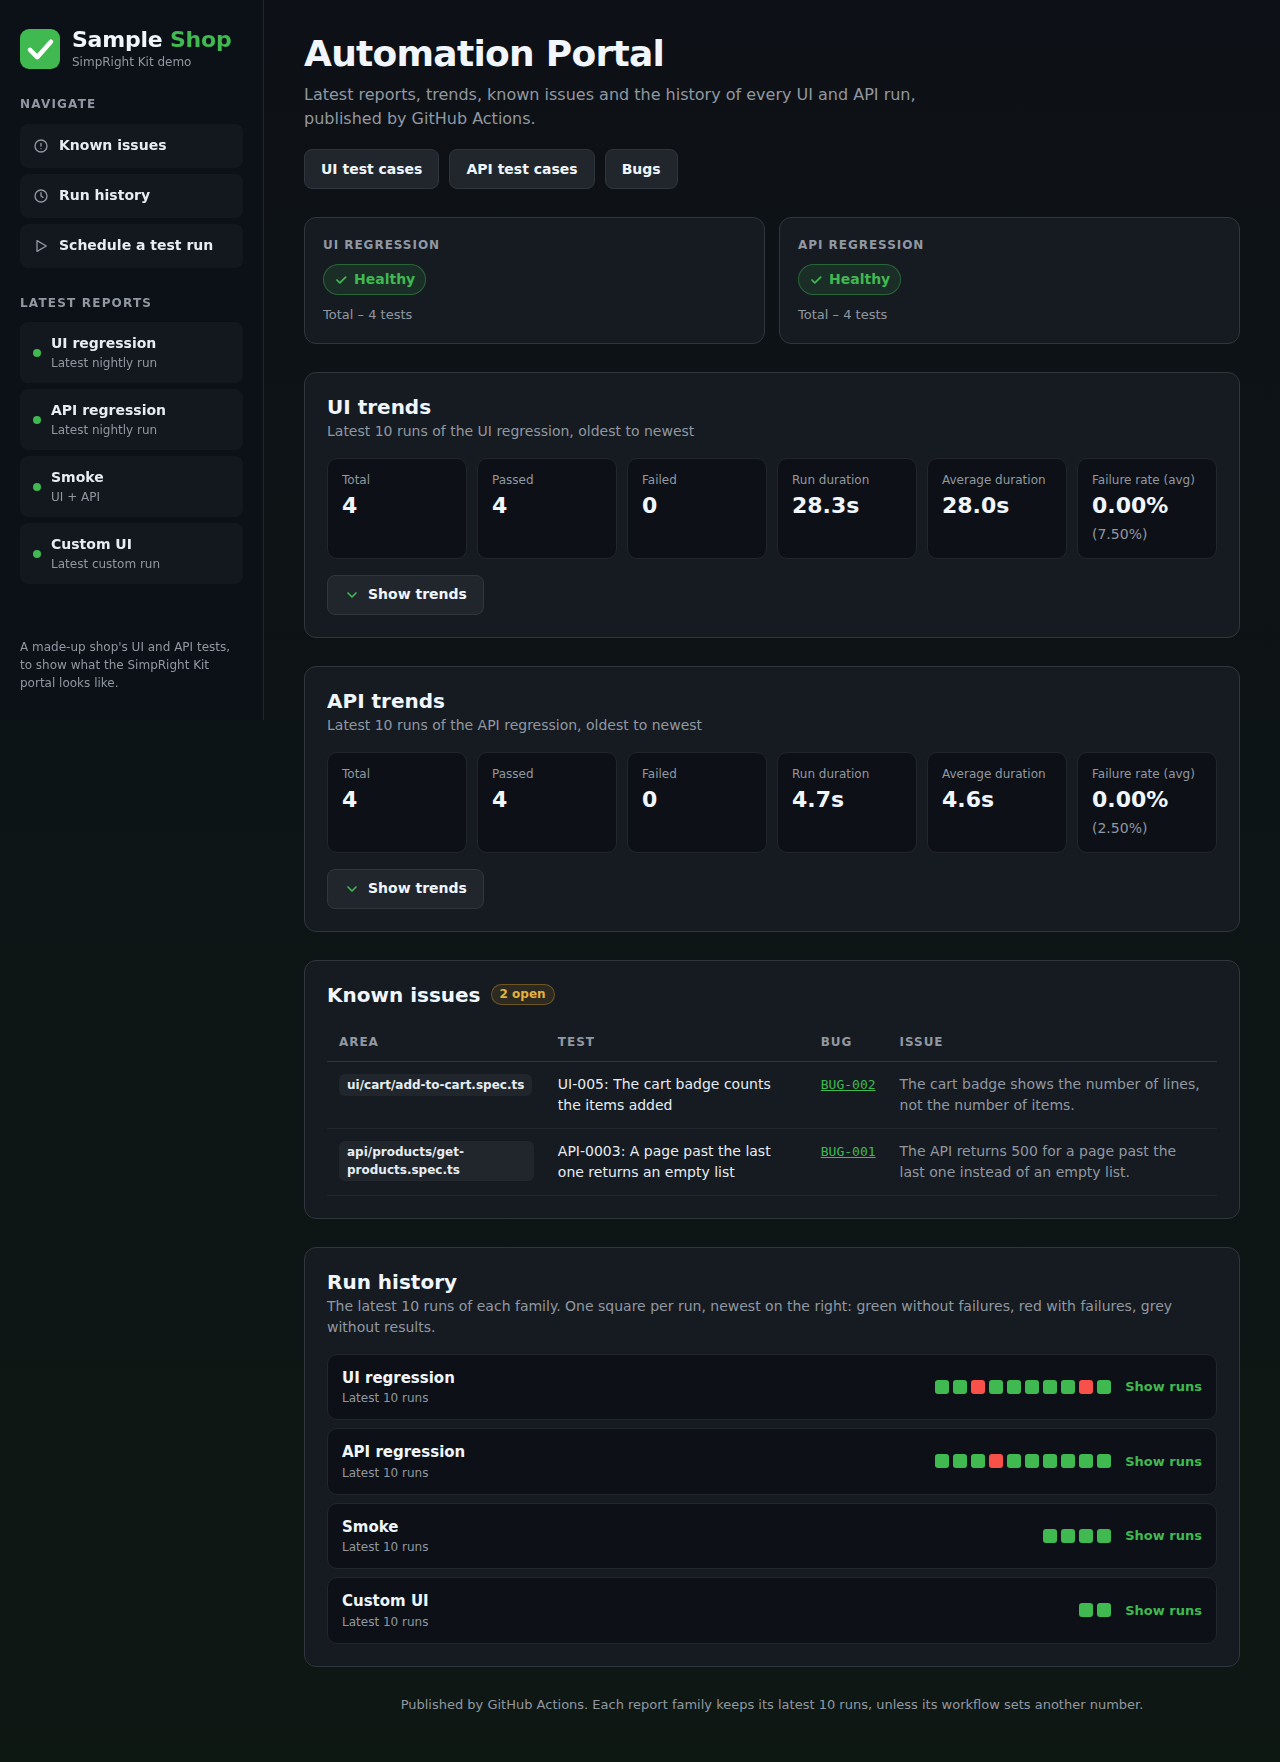 Sample Shop
SimpRight Kit demo
NAVIGATE
Known issues
Run history
Schedule a test run
LATEST REPORTS
UI regression
Latest nightly run
API regression
Latest nightly run
Smoke
UI + API
Custom UI
Latest custom run
A made-up shop's UI and API tests,
to show what the SimpRight Kit
portal looks like.
Automation Portal
Latest reports, trends, known issues and the history of every UI and API run,
published by GitHub Actions.
UI test cases
API test cases
Bugs
UI REGRESSION
Healthy
Total – 4 tests
API REGRESSION
Healthy
Total – 4 tests
UI trends
Latest 10 runs of the UI regression, oldest to newest
Total
4
Passed
4
Failed
0
Run duration
28.3s
Average duration
28.0s
Failure rate (avg)
0.00%
(7.50%)
Show trends
API trends
Latest 10 runs of the API regression, oldest to newest
Total
4
Passed
4
Failed
0
Run duration
4.7s
Average duration
4.6s
Failure rate (avg)
0.00%
(2.50%)
Show trends
Known issues 2 open
AREA TEST BUG ISSUE
ui/cart/add-to-cart.spec.ts
UI-005: The cart badge counts
the items added
BUG-002
The cart badge shows the number of lines,
not the number of items.
api/products/get-
products.spec.ts
API-0003: A page past the last
one returns an empty list
BUG-001
The API returns 500 for a page past the
last one instead of an empty list.
Run history
The latest 10 runs of each family. One square per run, newest on the right: green without failures, red with failures, grey
without results.
UI regression
Latest 10 runs
Show runs
API regression
Latest 10 runs
Show runs
Smoke
Latest 10 runs
Show runs
Custom UI
Latest 10 runs
Show runs
Published by GitHub Actions. Each report family keeps its latest 10 runs, unless its workflow sets another number.